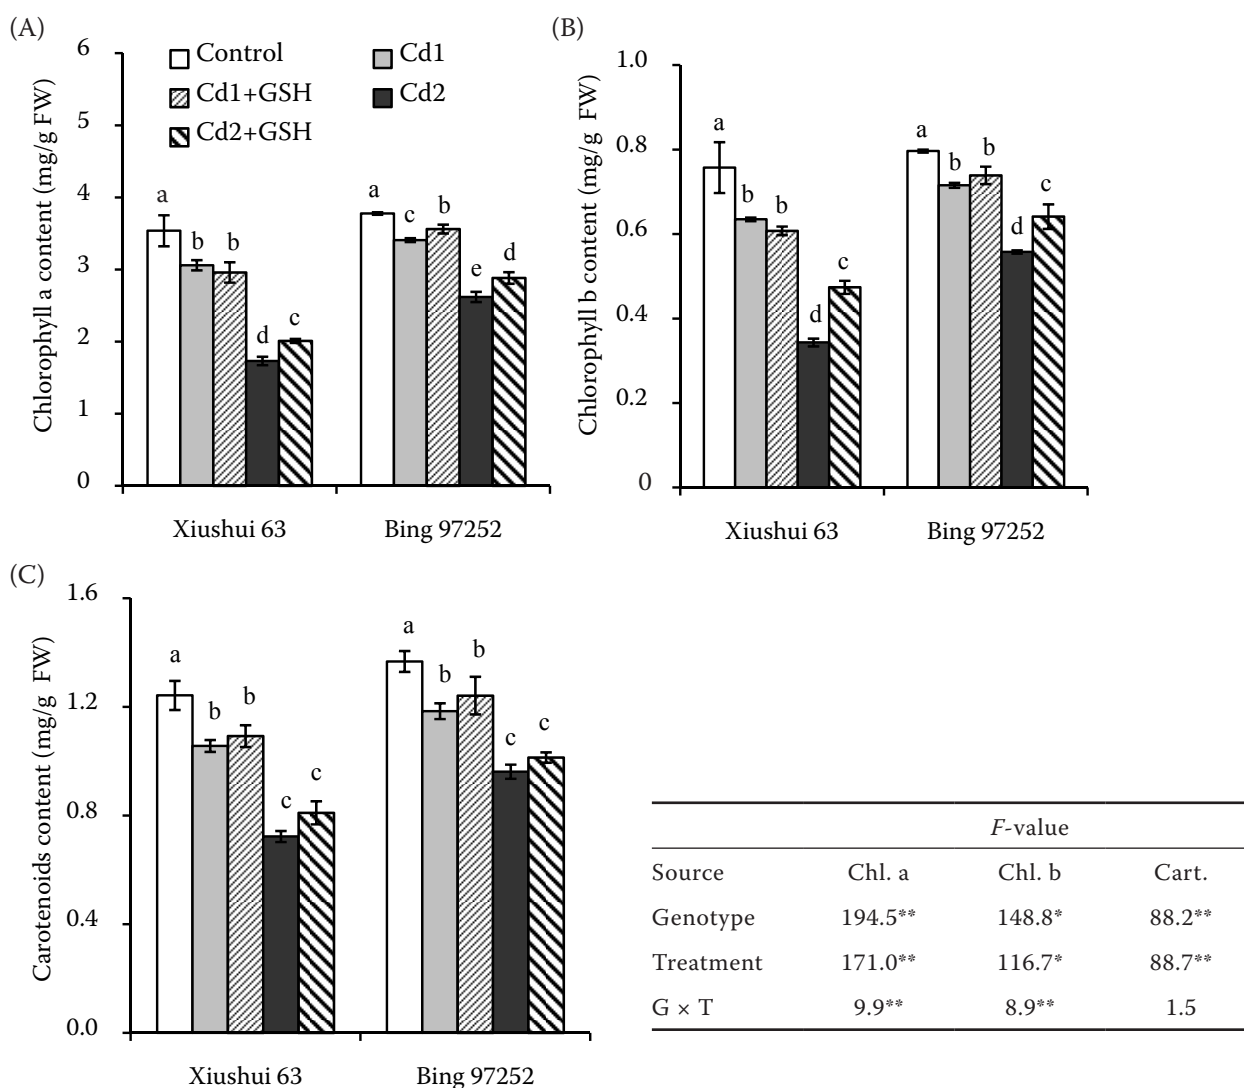 (A)
Chlorophyll a content (mg/g FW)
6
5
4
3
2
1
0
Control
Cd1
Cd1+GSH
Cd2
Cd2+GSH
a
b
b
d
c
a
c
b
e
d
Xiushui 63
Bing 97252
(B)
Chlorophyll b content (mg/g FW)
1.0
0.8
0.6
0.4
0.2
0
a
b
b
d
c
a
b
b
d
c
Xiushui 63
Bing 97252
(C)
Carotenoids content (mg/g FW)
1.6
1.2
0.8
0.4
0.0
a
b
b
c
c
a
b
b
c
c
Xiushui 63
Bing 97252
F-value
Source Chl. a Chl. b Cart.
Genotype 194.5** 148.8* 88.2**
Treatment 171.0** 116.7* 88.7**
G × T 9.9** 8.9** 1.5